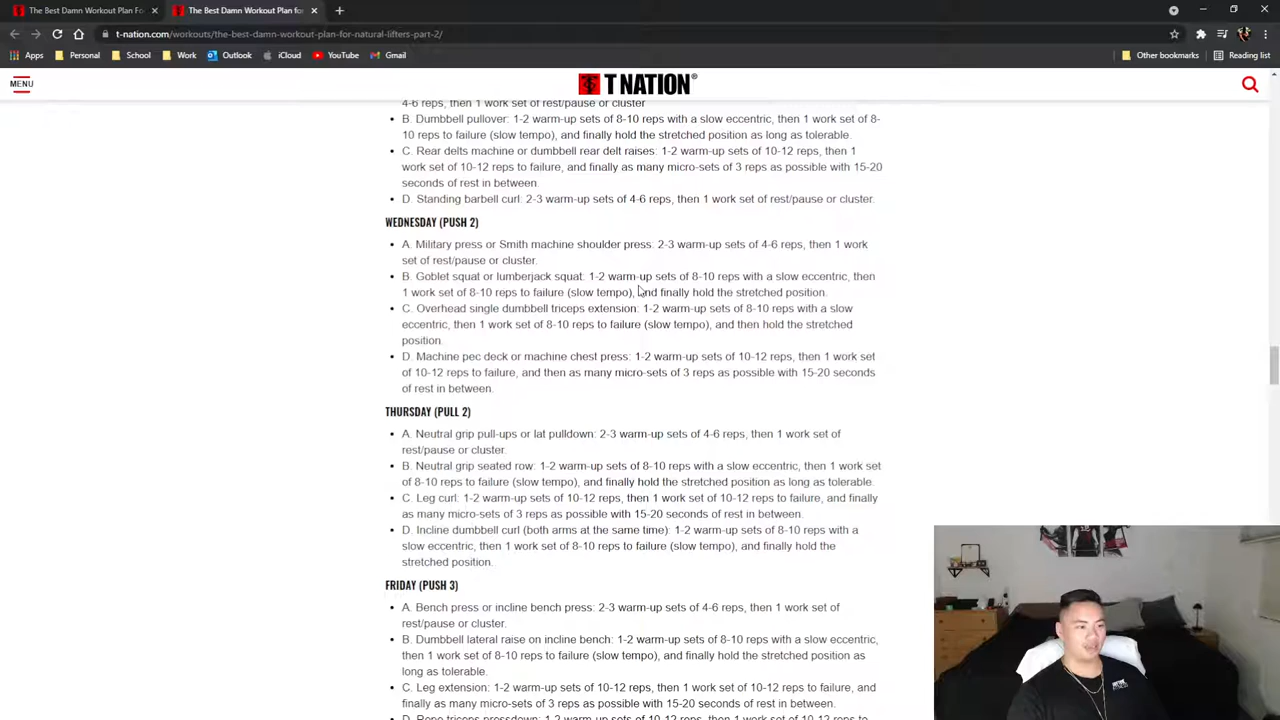 The Best Damn Workout Plan For
The Best Damn Workout Plan for
t-nation.com/workouts/the-best-damn-workout-plan-for-natural-lifters-part-2/
Apps Personal School Work Outlook iCloud YouTube Gmail Other bookmarks Reading list
MENU
T NATION®
4-6 reps, then 1 work set of rest/pause or cluster
B. Dumbbell pullover: 1-2 warm-up sets of 8-10 reps with a slow eccentric, then 1 work set of 8-
10 reps to failure (slow tempo), and finally hold the stretched position as long as tolerable.
C. Rear delts machine or dumbbell rear delt raises: 1-2 warm-up sets of 10-12 reps, then 1
work set of 10-12 reps to failure, and finally as many micro-sets of 3 reps as possible with 15-20
seconds of rest in between.
D. Standing barbell curl: 2-3 warm-up sets of 4-6 reps, then 1 work set of rest/pause or cluster.
WEDNESDAY (PUSH 2)
A. Military press or Smith machine shoulder press: 2-3 warm-up sets of 4-6 reps, then 1 work
set of rest/pause or cluster.
B. Goblet squat or lumberjack squat: 1-2 warm-up sets of 8-10 reps with a slow eccentric, then
1 work set of 8-10 reps to failure (slow tempo), and finally hold the stretched position.
C. Overhead single dumbbell triceps extension: 1-2 warm-up sets of 8-10 reps with a slow
eccentric, then 1 work set of 8-10 reps to failure (slow tempo), and then hold the stretched
position.
D. Machine pec deck or machine chest press: 1-2 warm-up sets of 10-12 reps, then 1 work set
of 10-12 reps to failure, and then as many micro-sets of 3 reps as possible with 15-20 seconds
of rest in between.
THURSDAY (PULL 2)
A. Neutral grip pull-ups or lat pulldown: 2-3 warm-up sets of 4-6 reps, then 1 work set of
rest/pause or cluster.
B. Neutral grip seated row: 1-2 warm-up sets of 8-10 reps with a slow eccentric, then 1 work set
of 8-10 reps to failure (slow tempo), and finally hold the stretched position as long as tolerable.
C. Leg curl: 1-2 warm-up sets of 10-12 reps, then 1 work set of 10-12 reps to failure, and finally
as many micro-sets of 3 reps as possible with 15-20 seconds of rest in between.
D. Incline dumbbell curl (both arms at the same time): 1-2 warm-up sets of 8-10 reps with a
slow eccentric, then 1 work set of 8-10 reps to failure (slow tempo), and finally hold the
stretched position.
FRIDAY (PUSH 3)
A. Bench press or incline bench press: 2-3 warm-up sets of 4-6 reps, then 1 work set of
rest/pause or cluster.
B. Dumbbell lateral raise on incline bench: 1-2 warm-up sets of 8-10 reps with a slow eccentric,
then 1 work set of 8-10 reps to failure (slow tempo), and finally hold the stretched position as
long as tolerable.
C. Leg extension: 1-2 warm-up sets of 10-12 reps, then 1 work set of 10-12 reps to failure, and
finally as many micro-sets of 3 reps as possible with 15-20 seconds of rest in between.
D. Rope triceps pressdown: 1-2 warm-up sets of 10-12 reps, then 1 work set of 10-12 reps to